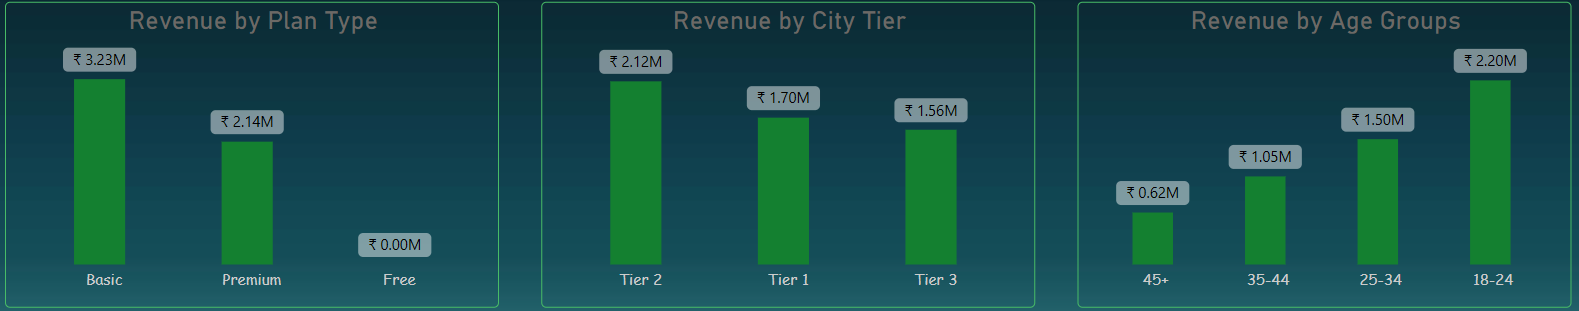 Revenue by Plan Type
₹ 3.23M
₹ 2.14M
₹ 0.00M
Basic
Premium
Free
Revenue by City Tier
₹ 2.12M
₹ 1.70M
₹ 1.56M
Tier 2
Tier 1
Tier 3
Revenue by Age Groups
₹ 2.20M
₹ 1.50M
₹ 1.05M
₹ 0.62M
45+
35-44
25-34
18-24